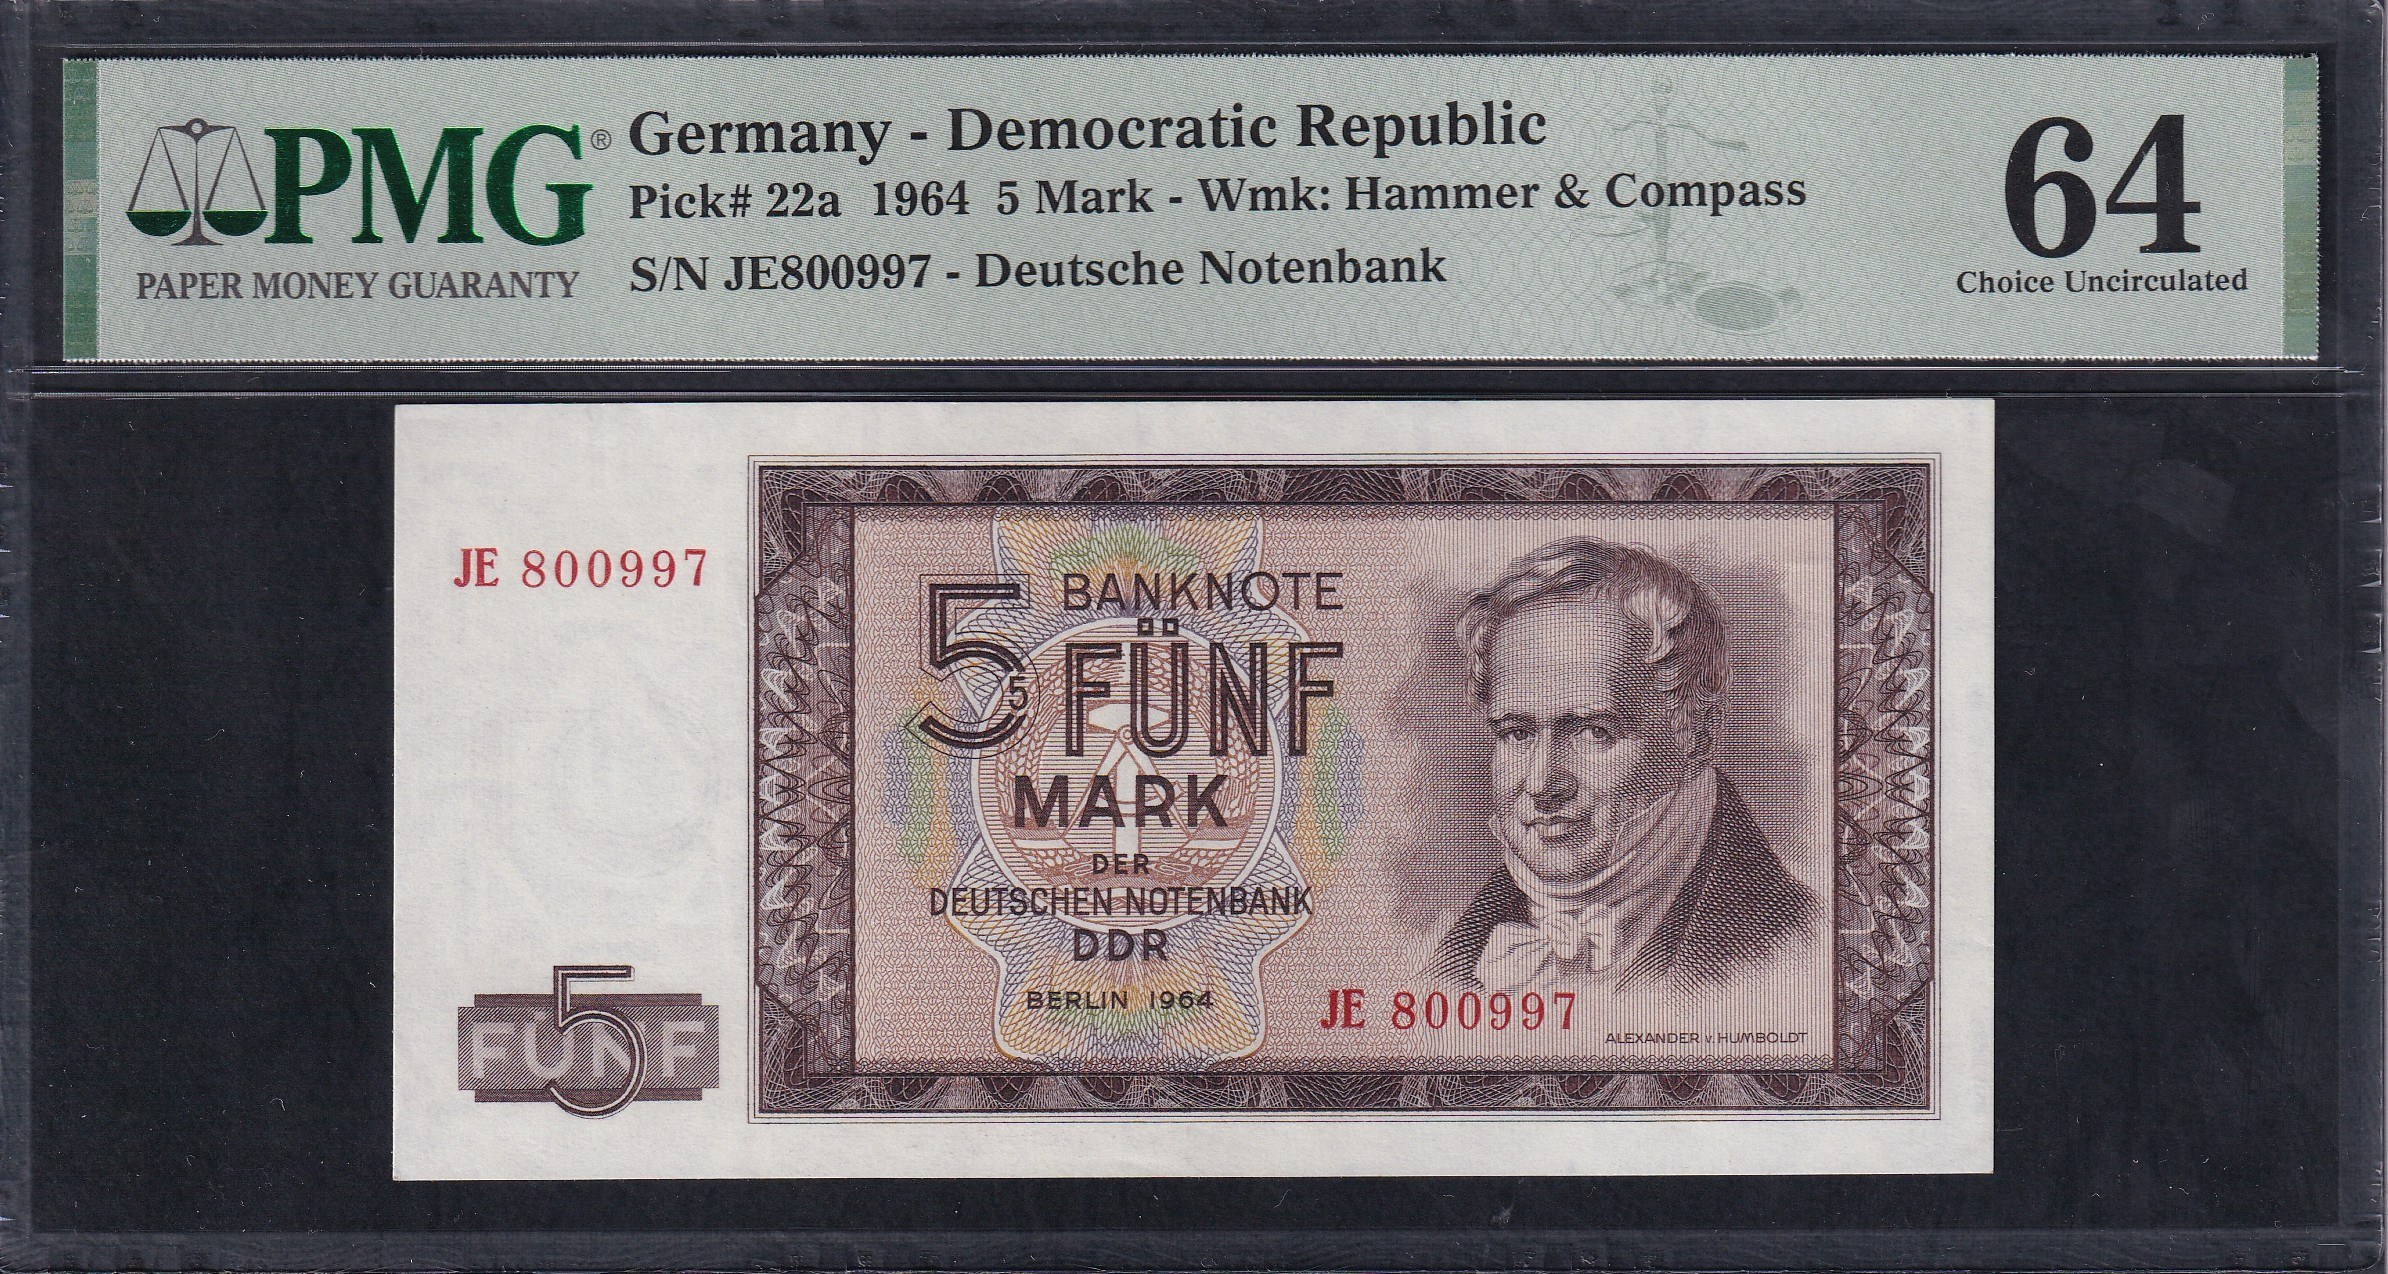 PMG®
PAPER MONEY GUARANTY
Germany - Democratic Republic
Pick# 22a 1964 5 Mark - Wmk: Hammer & Compass
S/N JE800997 - Deutsche Notenbank
64
Choice Uncirculated
JE 800997
5
5
BANKNOTE
FÜNF
MARK
DER
DEUTSCHEN NOTENBANK
DDR
BERLIN 1964
JE 800997
ALEXANDER v. HUMBOLDT
5
FÜNF